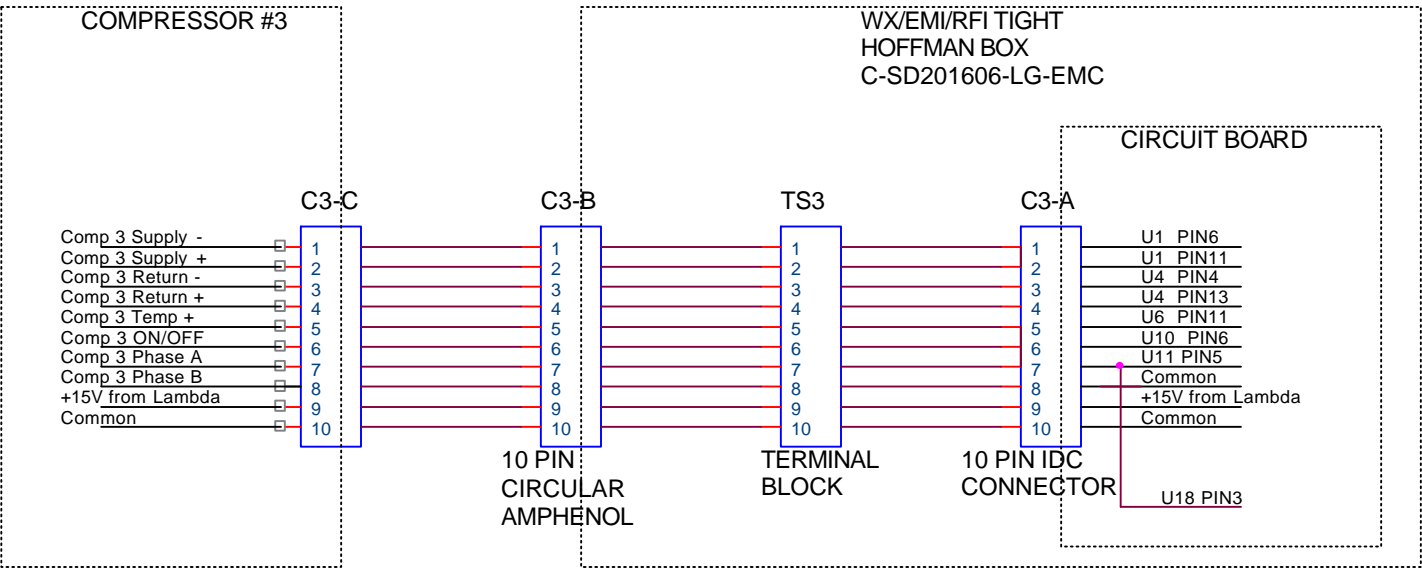 COMPRESSOR #3
WX/EMI/RFI TIGHT
HOFFMAN BOX
C-SD201606-LG-EMC
CIRCUIT BOARD
C3-C
C3-B
TS3
C3-A
Comp 3 Supply -
Comp 3 Supply +
Comp 3 Return -
Comp 3 Return +
Comp 3 Temp +
Comp 3 ON/OFF
Comp 3 Phase A
Comp 3 Phase B
+15V from Lambda
Common
1
2
3
4
5
6
7
8
9
10
1
2
3
4
5
6
7
8
9
10
1
2
3
4
5
6
7
8
9
10
1
2
3
4
5
6
7
8
9
10
U1 PIN6
U1 PIN11
U4 PIN4
U4 PIN13
U6 PIN11
U10 PIN6
U11 PIN5
Common
+15V from Lambda
Common
U18 PIN3
10 PIN
CIRCULAR
AMPHENOL
TERMINAL
BLOCK
10 PIN IDC
CONNECTOR